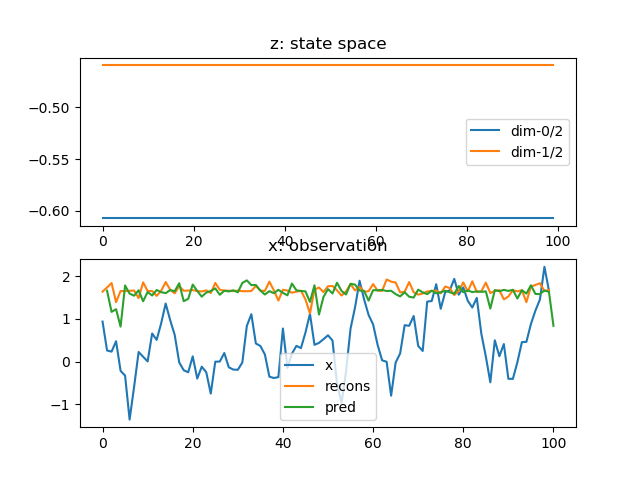 z: state space
−0.50
−0.55
−0.60
dim-0/2
dim-1/2
0 20 40 60 80 100
x: observation
2
1
0
−1
x
recons
pred
0 20 40 60 80 100